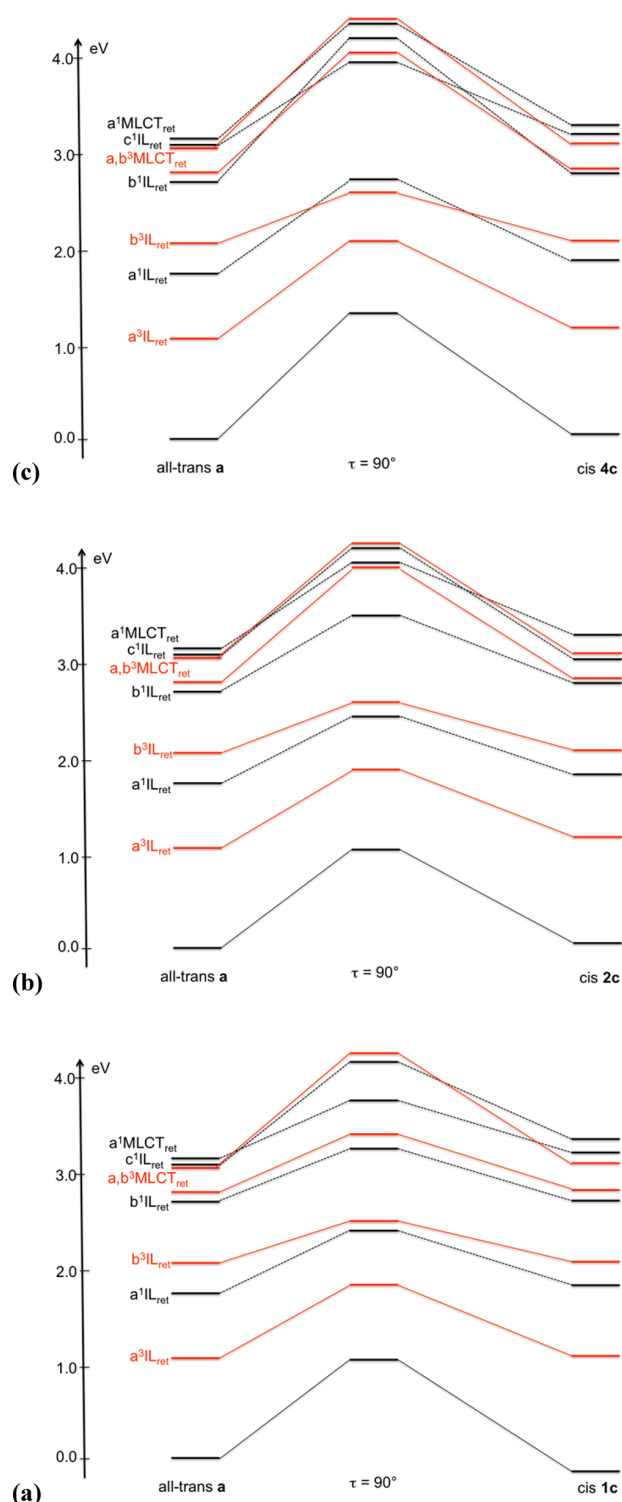 eV
4.0
a¹MLCT_ret
c¹IL_ret
3.0
a,b³MLCT_ret
b¹IL_ret
b³IL_ret
2.0
a¹IL_ret
a³IL_ret
1.0
0.0
(c)
all-trans a
τ = 90°
cis 4c
eV
4.0
a¹MLCT_ret
c¹IL_ret
3.0
a,b³MLCT_ret
b¹IL_ret
b³IL_ret
2.0
a¹IL_ret
a³IL_ret
1.0
0.0
(b)
all-trans a
τ = 90°
cis 2c
eV
4.0
a¹MLCT_ret
c¹IL_ret
3.0
a,b³MLCT_ret
b¹IL_ret
b³IL_ret
2.0
a¹IL_ret
a³IL_ret
1.0
0.0
(a)
all-trans a
τ = 90°
cis 1c